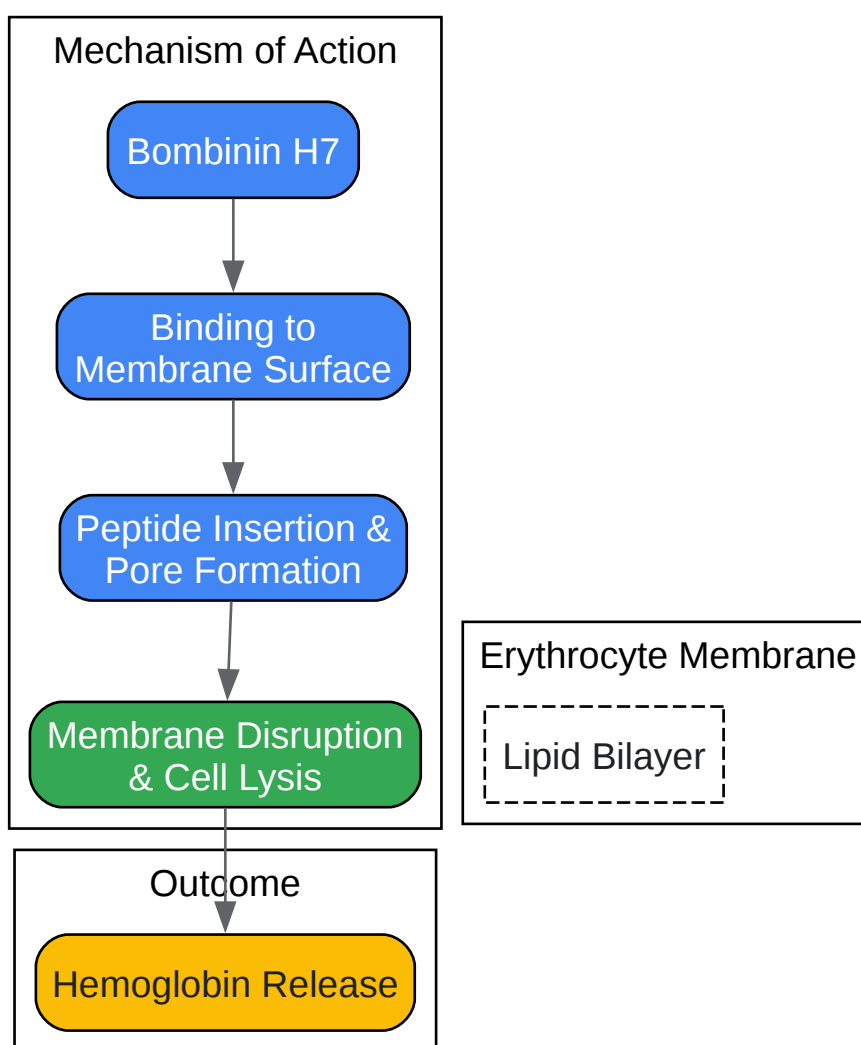 Mechanism of Action
Bombinin H7
Binding to
Membrane Surface
Peptide Insertion &
Pore Formation
Membrane Disruption
& Cell Lysis
Erythrocyte Membrane
Lipid Bilayer
Outcome
Hemoglobin Release